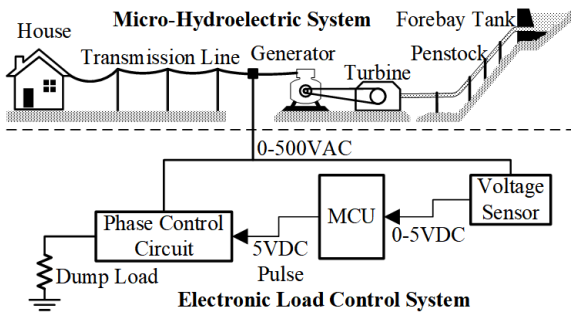 Micro-Hydroelectric System
Forebay Tank
House
Transmission Line
Generator
Penstock
Turbine
0-500VAC
Voltage
Sensor
MCU
Phase Control
Circuit
0-5VDC
5VDC
Pulse
Dump Load
Electronic Load Control System